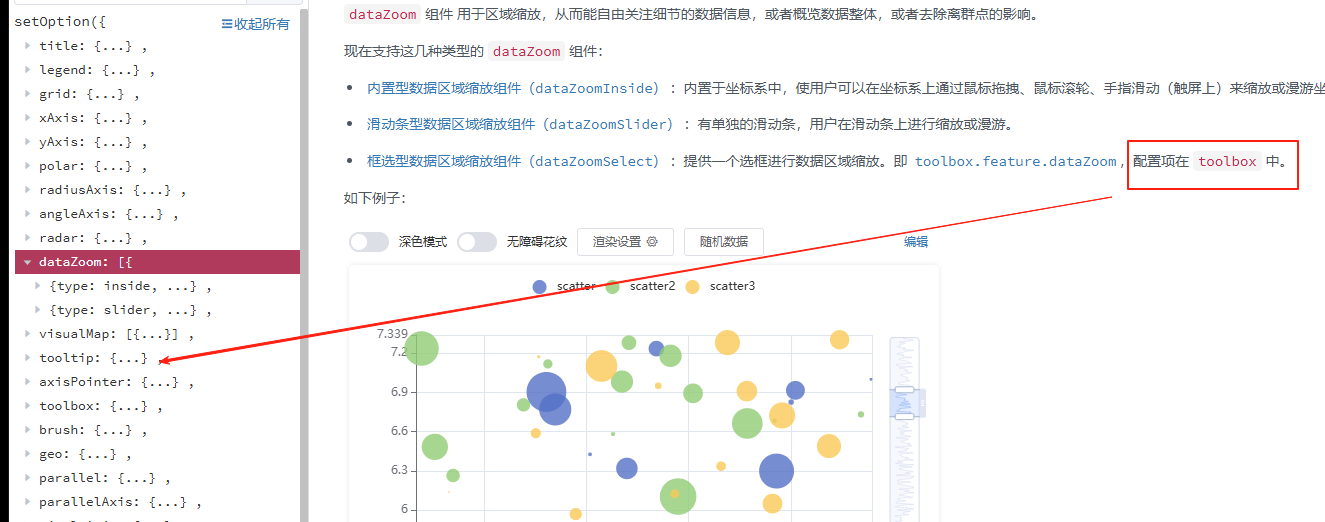 setOption({
收起所有
title: {...} ,
legend: {...} ,
grid: {...} ,
xAxis: {...} ,
yAxis: {...} ,
polar: {...} ,
radiusAxis: {...} ,
angleAxis: {...} ,
radar: {...} ,
dataZoom: [{
{type: inside, ...} ,
{type: slider, ...} ,
visualMap: [{...}] ,
tooltip: {...} ,
axisPointer: {...} ,
toolbox: {...} ,
brush: {...} ,
geo: {...} ,
parallel: {...} ,
parallelAxis: {...} ,
dataZoom 组件 用于区域缩放，从而能自由关注细节的数据信息，或者概览数据整体，或者去除离群点的影响。
现在支持这几种类型的 dataZoom 组件：
• 内置型数据区域缩放组件（dataZoomInside）：内置于坐标系中，使用户可以在坐标系上通过鼠标拖拽、鼠标滚轮、手指滑动（触屏上）来缩放或漫游坐
• 滑动条型数据区域缩放组件（dataZoomSlider）：有单独的滑动条，用户在滑动条上进行缩放或漫游。
• 框选型数据区域缩放组件（dataZoomSelect）：提供一个选框进行数据区域缩放。即 toolbox.feature.dataZoom，配置项在 toolbox 中。
如下例子：
深色模式 无障碍花纹 渲染设置 随机数据 编辑
scatter scatter2 scatter3
7.339
7.2
6.9
6.6
6.3
6